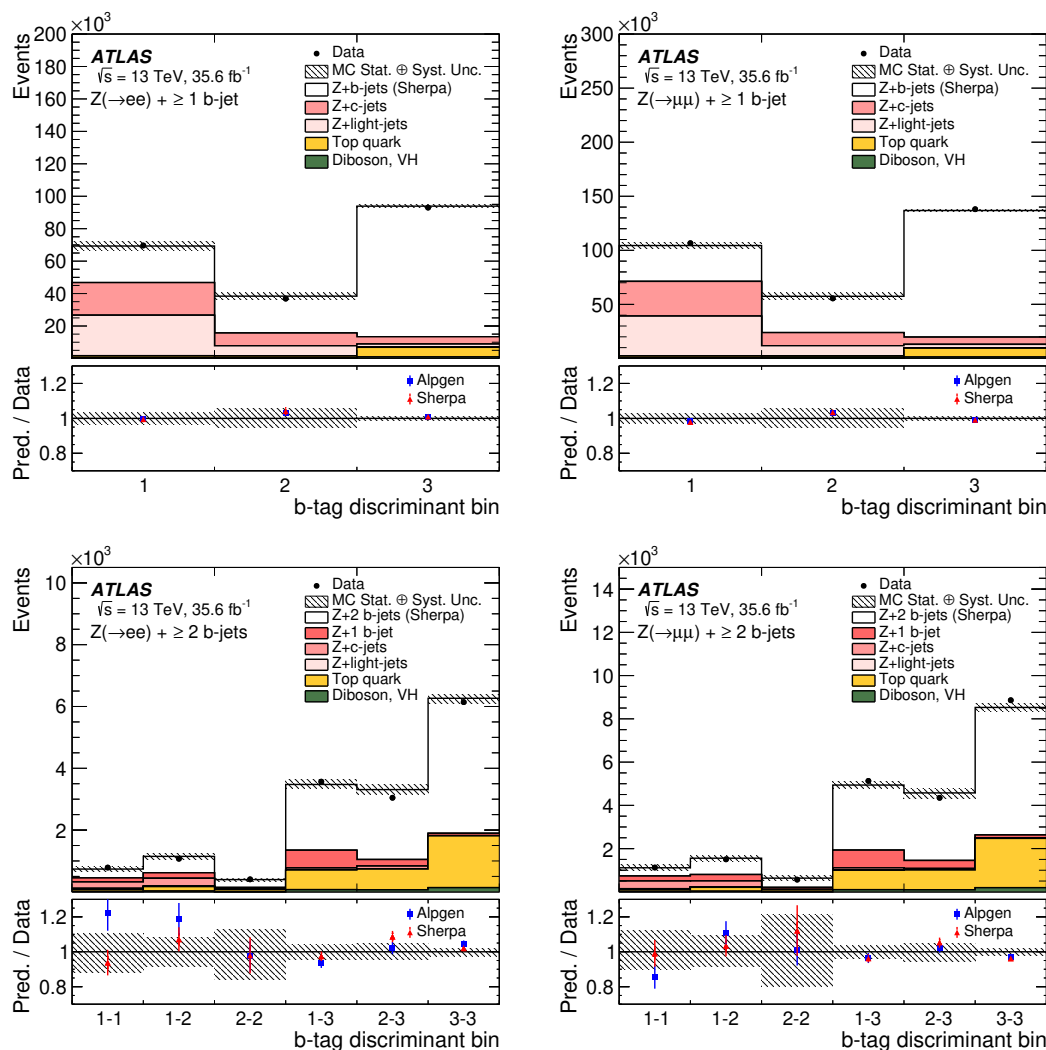 ×10³
Events
200
180
160
140
120
100
80
60
40
20
ATLAS
√s = 13 TeV, 35.6 fb⁻¹
Z(→ee) + ≥ 1 b-jet
Data
MC Stat. ⊕ Syst. Unc.
Z+b-jets (Sherpa)
Z+c-jets
Z+light-jets
Top quark
Diboson, VH
Pred. / Data
1.2
1
0.8
Alpgen
Sherpa
1 2 3
b-tag discriminant bin
×10³
Events
300
250
200
150
100
50
ATLAS
√s = 13 TeV, 35.6 fb⁻¹
Z(→μμ) + ≥ 1 b-jet
Data
MC Stat. ⊕ Syst. Unc.
Z+b-jets (Sherpa)
Z+c-jets
Z+light-jets
Top quark
Diboson, VH
Pred. / Data
1.2
1
0.8
Alpgen
Sherpa
1 2 3
b-tag discriminant bin
×10³
Events
10
8
6
4
2
ATLAS
√s = 13 TeV, 35.6 fb⁻¹
Z(→ee) + ≥ 2 b-jets
Data
MC Stat. ⊕ Syst. Unc.
Z+2 b-jets (Sherpa)
Z+1 b-jet
Z+c-jets
Z+light-jets
Top quark
Diboson, VH
Pred. / Data
1.2
1
0.8
Alpgen
Sherpa
1-1 1-2 2-2 1-3 2-3 3-3
b-tag discriminant bin
×10³
Events
14
12
10
8
6
4
2
ATLAS
√s = 13 TeV, 35.6 fb⁻¹
Z(→μμ) + ≥ 2 b-jets
Data
MC Stat. ⊕ Syst. Unc.
Z+2 b-jets (Sherpa)
Z+1 b-jet
Z+c-jets
Z+light-jets
Top quark
Diboson, VH
Pred. / Data
1.2
1
0.8
Alpgen
Sherpa
1-1 1-2 2-2 1-3 2-3 3-3
b-tag discriminant bin